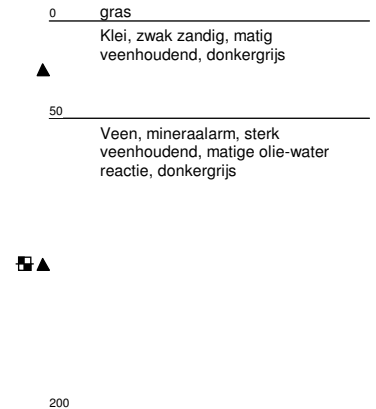 0 gras
Klei, zwak zandig, matig
veenhoudend, donkergrijs
50
Veen, mineraalarm, sterk
veenhoudend, matige olie-water
reactie, donkergrijs
200